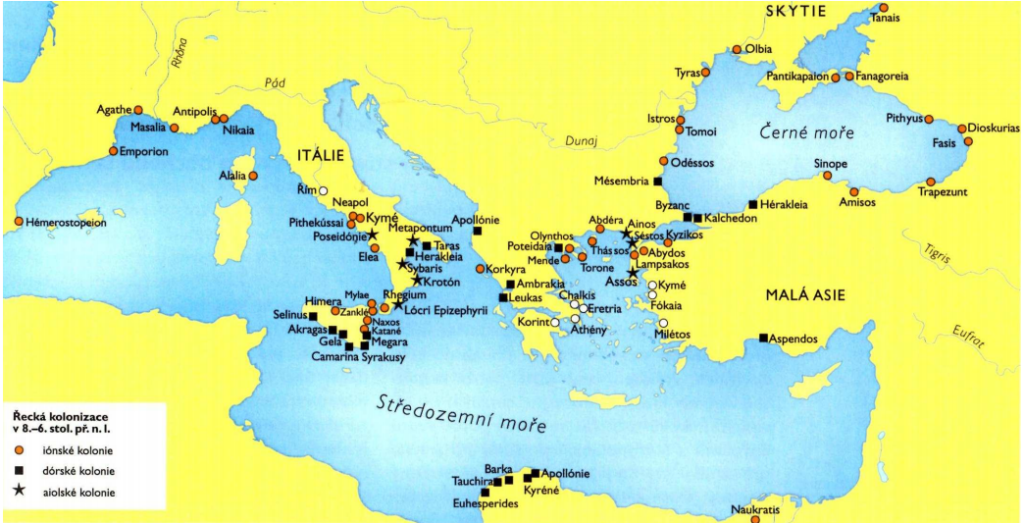 SKYTIE
Tanais
Rhôna
Olbia
Tyras
Pantikapaion
Fanagoreia
Pád
Agathe
Antipolis
Masalia
Nikaia
Emporion
Istros
Tomoi
Černé moře
Pithyus
Dioskurias
Fasis
Dunaj
ITÁLIE
Alalia
Řím
Odéssos
Sinope
Mésembria
Trapezunt
Amisos
Hémerostopeion
Neapol
Kymé
Pithekússai
Poseidónie
Metapontum
Apollónie
Byzanc
Kalchedon
Hérakleia
Abdéra
Ainos
Olynthos
Séstos
Kyzikos
Taras
Herakleia
Poteidaia
Thássos
Abydos
Elea
Mende
Torone
Lampsakos
Tigris
Sybaris
Korkyra
Assos
Krotón
Ambrakia
Kymé
Mylae
Rhegium
Leukas
Chalkis
Fókaia
MALÁ ASIE
Himera
Zanklé
Lócri Epizephyrii
Eretria
Selinus
Naxos
Korint
Athény
Milétos
Eufrat
Akragas
Katané
Gela
Megara
Aspendos
Camarina
Syrakusy
Středozemní moře
Řecká kolonizace
v 8.–6. stol. př. n. l.
iónské kolonie
dórské kolonie
aiolské kolonie
Barka
Apollónie
Tauchira
Kyréné
Euhesperides
Naukratis